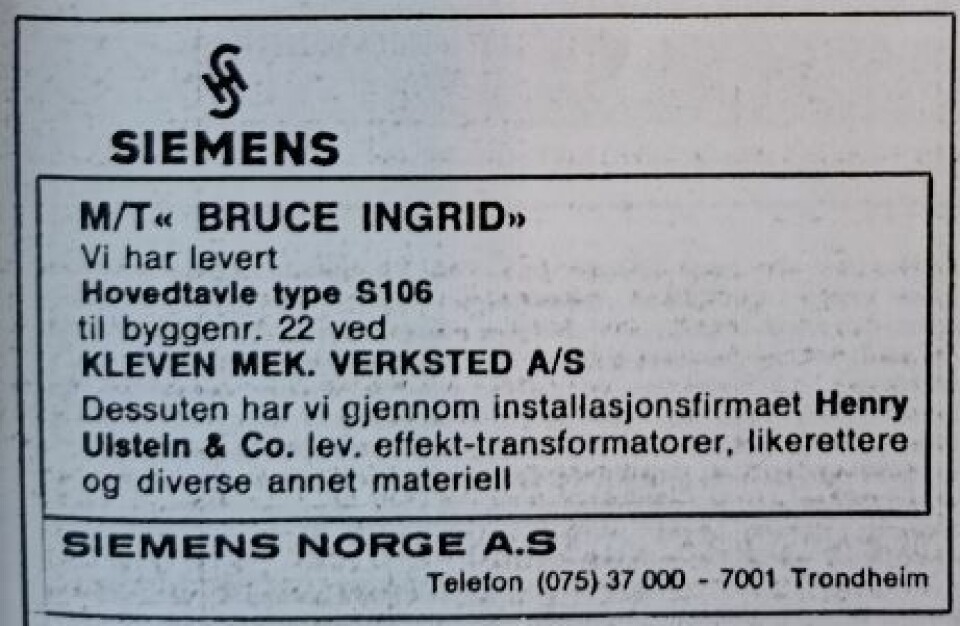 SIEMENS
M/T« BRUCE INGRID»
Vi har levert
Hovedtavle type S106
til byggenr. 22 ved
KLEVEN MEK. VERKSTED A/S
Dessuten har vi gjennom installasjonsfirmaet Henry
Ulstein & Co. lev. effekt-transformatorer, likerettere
og diverse annet materiell
SIEMENS NORGE A.S
Telefon (075) 37 000 - 7001 Trondheim